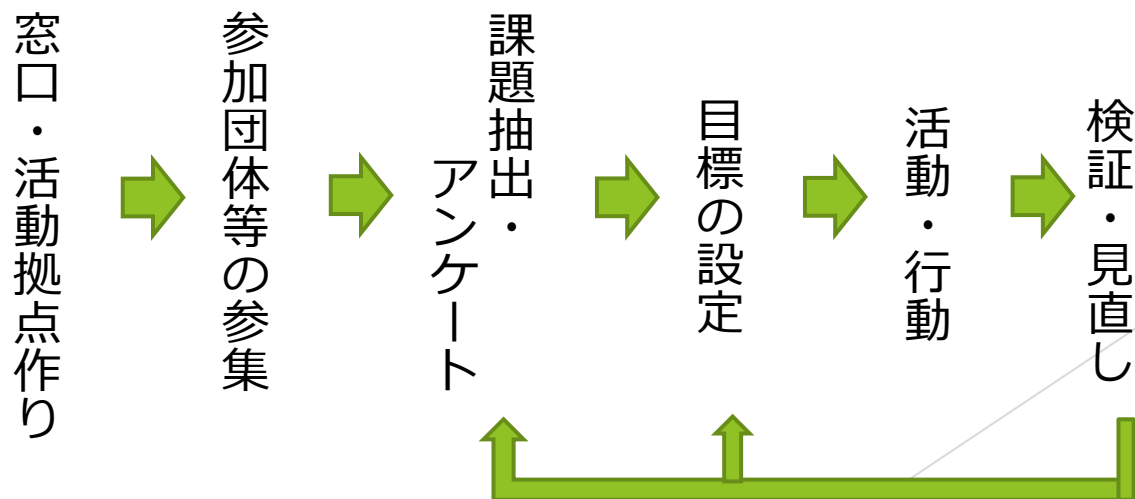 窓口・活動拠点作り
参加団体等の参集
課題抽出・
アンケート
目標の設定
活動・行動
検証・見直し